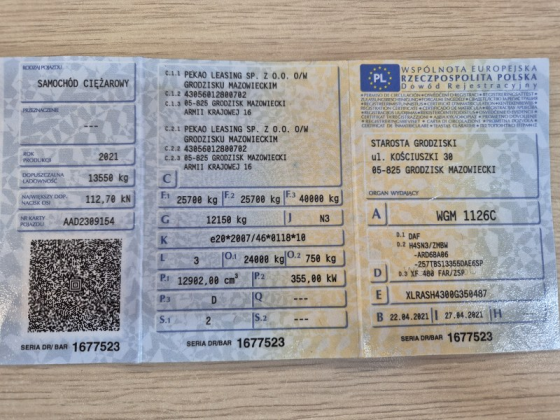 RODZAJ POJAZDU
SAMOCHÓD CIĘŻAROWY
PRZEZNACZENIE
---
ROK PRODUKCJI 2021
DOPUSZCZALNA ŁADOWNOŚĆ 13550 kg
NAJWIĘKSZY DOP. NACISK OSI 112,70 kN
NR KARTY POJAZDU AAD2309154
SERIA DR/BAR 1677523
C.1.1 PEKAO LEASING SP. Z O.O. O/W
GRODZISKU MAZOWIECKIM
C.1.2 43056012800702
C.1.3 05-825 GRODZISK MAZOWIECKI
ARMII KRAJOWEJ 16
C.2.1 PEKAO LEASING SP. Z O.O. O/W
GRODZISKU MAZOWIECKIM
C.2.2 43056012800702
C.2.3 05-825 GRODZISK MAZOWIECKI
ARMII KRAJOWEJ 16
C
F.1 25700 kg F.2 25700 kg F.3 40000 kg
G 12150 kg J N3
K e20*2007/46*0118*10
L 3 O.1 24000 kg O.2 750 kg
P.1 12902,00 cm³ P.2 355,00 kW
P.3 D Q ---
S.1 2 S.2 ---
SERIA DR/BAR 1677523
PL
WSPÓLNOTA EUROPEJSKA
RZECZPOSPOLITA POLSKA
Dowód Rejestracyjny
STAROSTA GRODZISKI
ul. KOŚCIUSZKI 30
05-825 GRODZISK MAZOWIECKI
ORGAN WYDAJĄCY
A WGM 1126C
D.1 DAF
D.2 H4SN3/ZMBW
-ARD6BA06
D D.3 XF 480 FAR/ZSP
E XLRASH4300G350487
B 22.04.2021 I 27.04.2021 H
SERIA DR/BAR 1677523